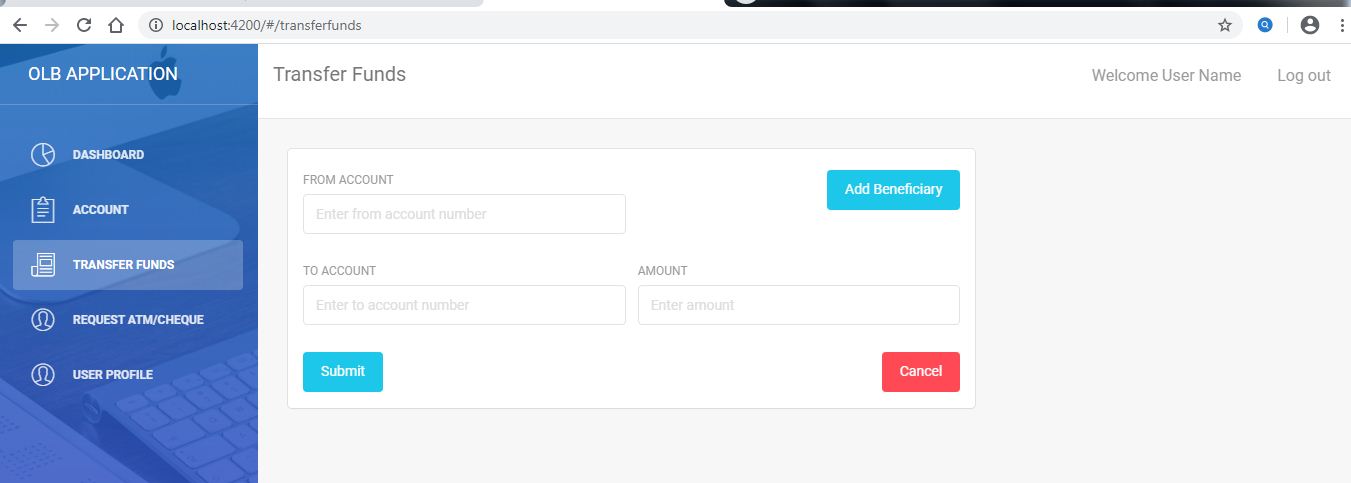 localhost:4200/#/transferfunds
OLB APPLICATION
Transfer Funds
Welcome User Name
Log out
DASHBOARD
ACCOUNT
TRANSFER FUNDS
REQUEST ATM/CHEQUE
USER PROFILE
FROM ACCOUNT
Enter from account number
Add Beneficiary
TO ACCOUNT
Enter to account number
AMOUNT
Enter amount
Submit
Cancel